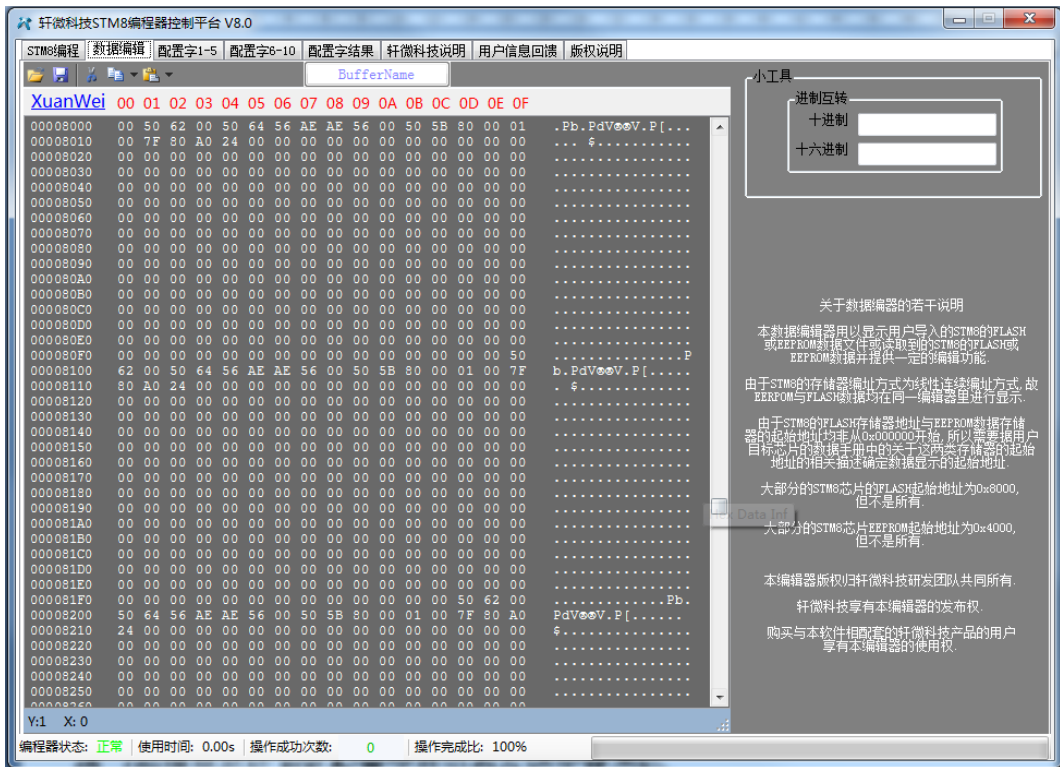 轩微科技STM8编程器控制平台 V8.0
STM8编程 数据编辑 配置字1-5 配置字6-10 配置字结果 轩微科技说明 用户信息回馈 版权说明
BufferName
XuanWei 00 01 02 03 04 05 06 07 08 09 0A 0B 0C 0D 0E 0F
00008000 00 50 62 00 50 64 56 AE AE 56 00 50 5B 80 00 01 .Pb.PdV®®V.P[...
00008010 00 7F 80 A0 24 00 00 00 00 00 00 00 00 00 00 00 ... $...........
00008020 00 00 00 00 00 00 00 00 00 00 00 00 00 00 00 00 ................
00008030 00 00 00 00 00 00 00 00 00 00 00 00 00 00 00 00 ................
00008040 00 00 00 00 00 00 00 00 00 00 00 00 00 00 00 00 ................
00008050 00 00 00 00 00 00 00 00 00 00 00 00 00 00 00 00 ................
00008060 00 00 00 00 00 00 00 00 00 00 00 00 00 00 00 00 ................
00008070 00 00 00 00 00 00 00 00 00 00 00 00 00 00 00 00 ................
00008080 00 00 00 00 00 00 00 00 00 00 00 00 00 00 00 00 ................
00008090 00 00 00 00 00 00 00 00 00 00 00 00 00 00 00 00 ................
000080A0 00 00 00 00 00 00 00 00 00 00 00 00 00 00 00 00 ................
000080B0 00 00 00 00 00 00 00 00 00 00 00 00 00 00 00 00 ................
000080C0 00 00 00 00 00 00 00 00 00 00 00 00 00 00 00 00 ................
000080D0 00 00 00 00 00 00 00 00 00 00 00 00 00 00 00 00 ................
000080E0 00 00 00 00 00 00 00 00 00 00 00 00 00 00 00 00 ................
000080F0 00 00 00 00 00 00 00 00 00 00 00 00 00 00 00 50 ...............P
00008100 62 00 50 64 56 AE AE 56 00 50 5B 80 00 01 00 7F b.PdV®®V.P[.....
00008110 80 A0 24 00 00 00 00 00 00 00 00 00 00 00 00 00 . $.............
00008120 00 00 00 00 00 00 00 00 00 00 00 00 00 00 00 00 ................
00008130 00 00 00 00 00 00 00 00 00 00 00 00 00 00 00 00 ................
00008140 00 00 00 00 00 00 00 00 00 00 00 00 00 00 00 00 ................
00008150 00 00 00 00 00 00 00 00 00 00 00 00 00 00 00 00 ................
00008160 00 00 00 00 00 00 00 00 00 00 00 00 00 00 00 00 ................
00008170 00 00 00 00 00 00 00 00 00 00 00 00 00 00 00 00 ................
00008180 00 00 00 00 00 00 00 00 00 00 00 00 00 00 00 00 ................
00008190 00 00 00 00 00 00 00 00 00 00 00 00 00 00 00 00 ................
000081A0 00 00 00 00 00 00 00 00 00 00 00 00 00 00 00 00 ................
000081B0 00 00 00 00 00 00 00 00 00 00 00 00 00 00 00 00 ................
000081C0 00 00 00 00 00 00 00 00 00 00 00 00 00 00 00 00 ................
000081D0 00 00 00 00 00 00 00 00 00 00 00 00 00 00 00 00 ................
000081E0 00 00 00 00 00 00 00 00 00 00 00 00 00 00 00 00 ................
000081F0 00 00 00 00 00 00 00 00 00 00 00 00 00 50 62 00 .............Pb.
00008200 50 64 56 AE AE 56 00 50 5B 80 00 01 00 7F 80 A0 PdV®®V.P[......
00008210 24 00 00 00 00 00 00 00 00 00 00 00 00 00 00 00 $...............
00008220 00 00 00 00 00 00 00 00 00 00 00 00 00 00 00 00 ................
00008230 00 00 00 00 00 00 00 00 00 00 00 00 00 00 00 00 ................
00008240 00 00 00 00 00 00 00 00 00 00 00 00 00 00 00 00 ................
00008250 00 00 00 00 00 00 00 00 00 00 00 00 00 00 00 00 ................
Y:1 X: 0
小工具
进制互转
十进制
十六进制
关于数据编器的若干说明
本数据编辑器用以显示用户导入的STM8的FLASH
或EEPROM数据文件或读取到的STM8的FLASH或
EEPROM数据并提供一定的编辑功能.
由于STM8的存储器编址方式为线性连续编址方式,故
EERPOM与FLASH数据均在同一编辑器里进行显示.
由于STM8的FLASH存储器地址与EEPROM数据存储
器的起始地址均非从0x000000开始,所以需要据用户
目标芯片的数据手册中的关于这两类存储器的起始
地址的相关描述确定数据显示的起始地址.
大部分的STM8芯片的FLASH起始地址为0x8000,
但不是所有.
Hex Data Inf
大部分的STM8芯片EEPROM起始地址为0x4000,
但不是所有.
本编辑器版权归轩微科技研发团队共同所有.
轩微科技享有本编辑器的发布权.
购买与本软件相配套的轩微科技产品的用户
享有本编辑器的使用权.
编程器状态: 正常 使用时间: 0.00s 操作成功次数: 0 操作完成比: 100%